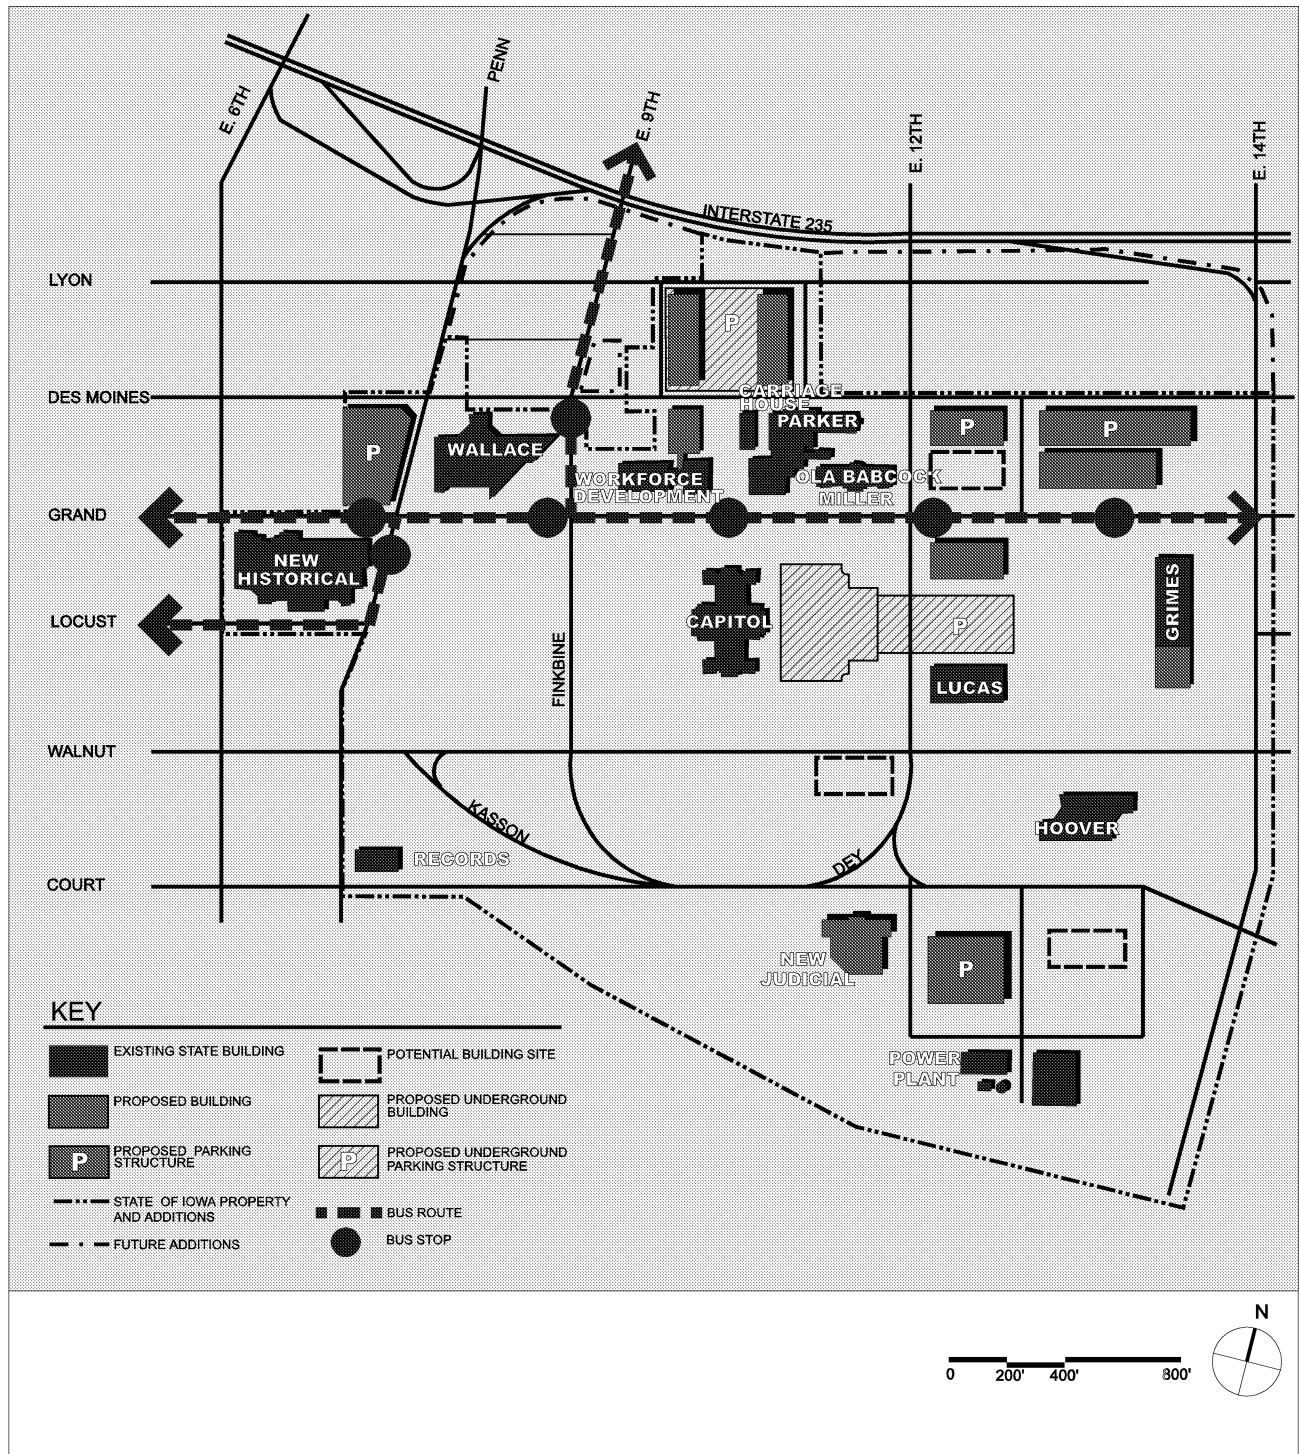 PENN
E. 6TH
E. 9TH
E. 12TH
E. 14TH
INTERSTATE 235
LYON
P
DES MOINES
CARRIAGE
HOUSE
PARKER
P
P
P
WALLACE
WORKFORCE
DEVELOPMENT
OLA BABCOCK
MILLER
GRAND
NEW
HISTORICAL
GRIMES
LOCUST
CAPITOL
P
FINKBINE
LUCAS
WALNUT
KASSON
HOOVER
DEY
RECORDS
COURT
NEW
JUDICIAL
P
POWER
PLANT
KEY
EXISTING STATE BUILDING
POTENTIAL BUILDING SITE
PROPOSED BUILDING
PROPOSED UNDERGROUND
BUILDING
P
PROPOSED PARKING
STRUCTURE
P
PROPOSED UNDERGROUND
PARKING STRUCTURE
STATE OF IOWA PROPERTY
AND ADDITIONS
BUS ROUTE
FUTURE ADDITIONS
BUS STOP
N
0 200' 400' 800'